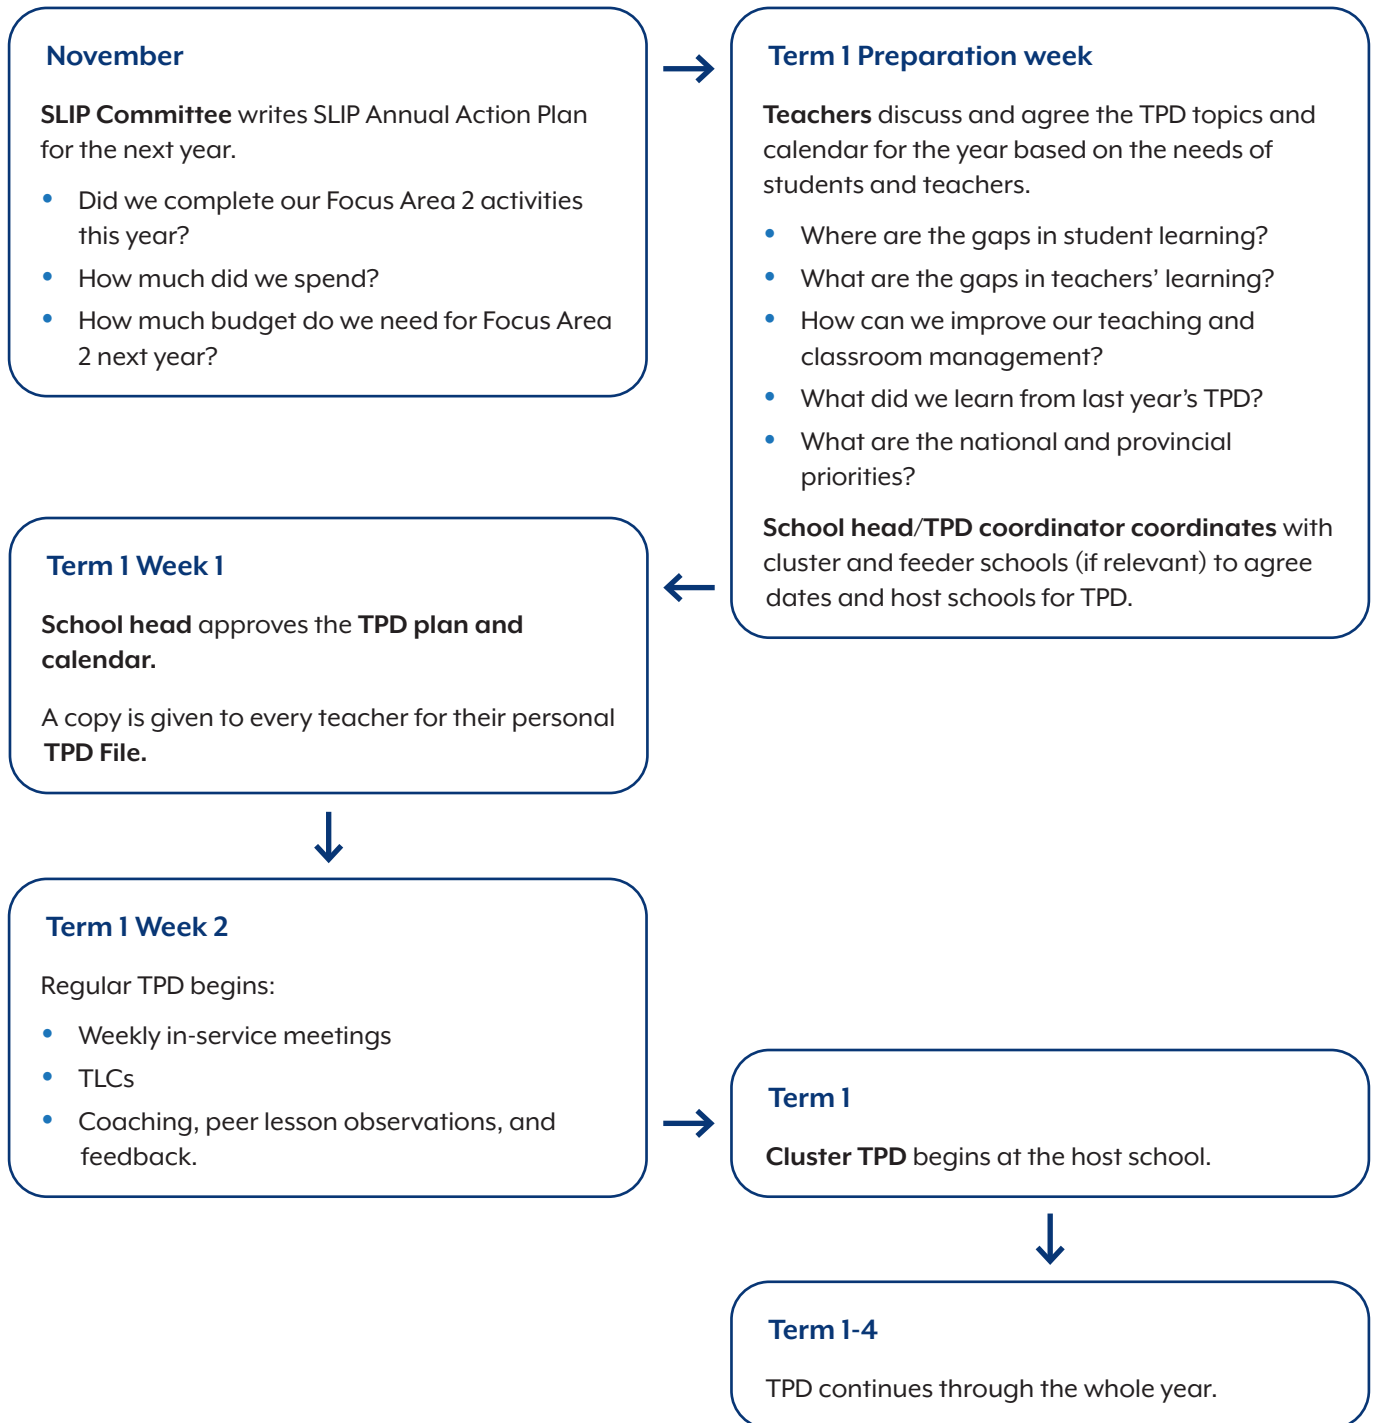 November
SLIP Committee writes SLIP Annual Action Plan
for the next year.
• Did we complete our Focus Area 2 activities
this year?
• How much did we spend?
• How much budget do we need for Focus Area
2 next year?
Term 1 Preparation week
Teachers discuss and agree the TPD topics and
calendar for the year based on the needs of
students and teachers.
• Where are the gaps in student learning?
• What are the gaps in teachers’ learning?
• How can we improve our teaching and
classroom management?
• What did we learn from last year’s TPD?
• What are the national and provincial
priorities?
School head/TPD coordinator coordinates with
cluster and feeder schools (if relevant) to agree
dates and host schools for TPD.
Term 1 Week 1
School head approves the TPD plan and
calendar.
A copy is given to every teacher for their personal
TPD File.
Term 1 Week 2
Regular TPD begins:
• Weekly in-service meetings
• TLCs
• Coaching, peer lesson observations, and
feedback.
Term 1
Cluster TPD begins at the host school.
Term 1-4
TPD continues through the whole year.